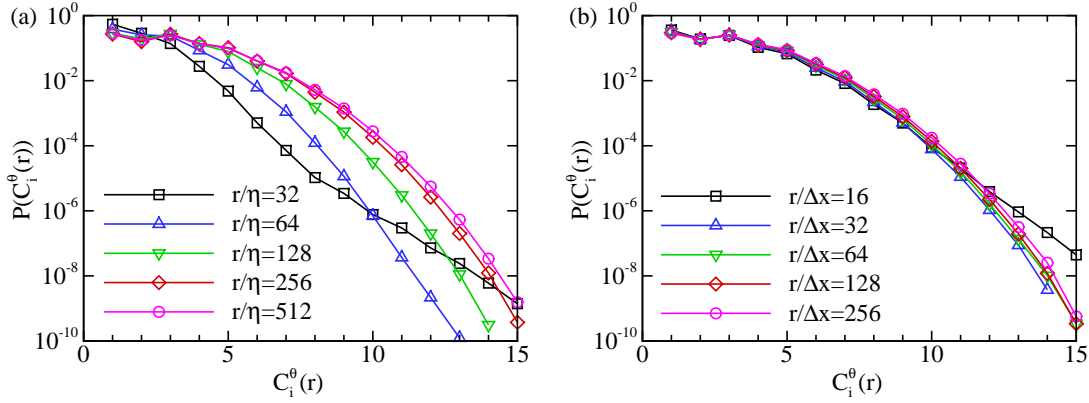 (a)
P(C_i^θ(r))
10^0
10^-2
10^-4
10^-6
10^-8
10^-10
r/η=32
r/η=64
r/η=128
r/η=256
r/η=512
0 5 10 15
C_i^θ(r)
(b)
P(C_i^θ(r))
10^0
10^-2
10^-4
10^-6
10^-8
10^-10
r/Δx=16
r/Δx=32
r/Δx=64
r/Δx=128
r/Δx=256
0 5 10 15
C_i^θ(r)